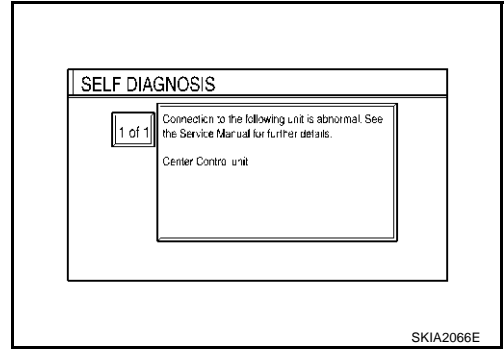 SELF DIAGNOSIS
1 of 1
Connection to the following unit is abnormal. See
the Service Manual for further details.
Center Control unit
SKIA2066E